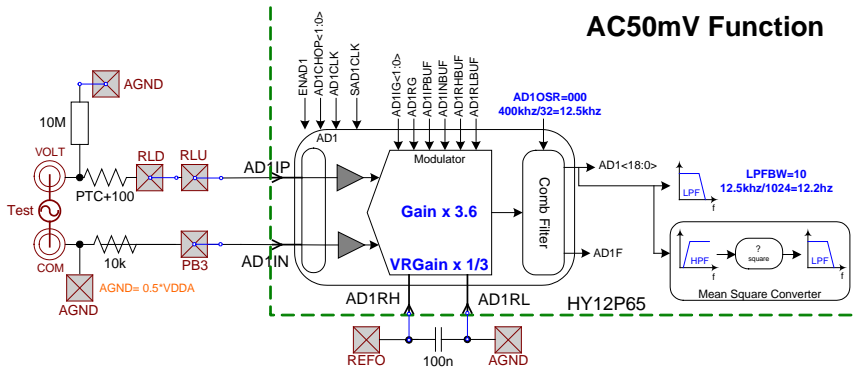 AC50mV Function
AGND
10M
VOLT
RLD
RLU
PTC+100
Test
COM
10k
PB3
AGND
AGND= 0.5*VDDA
AD1IP
AD1IN
ENAD1
AD1CHOP<1:0>
AD1CLK
SAD1CLK
AD1IG<1:0>
AD1RG
AD1IPBUF
AD1INBUF
AD1RHBUF
AD1RLBUF
AD1OSR=000
400khz/32=12.5khz
AD1
Modulator
Gain x 3.6
VRGain x 1/3
Comb Filter
AD1<18:0>
AD1F
LPF
f
LPFBW=10
12.5khz/1024=12.2hz
HPF
f
?
square
LPF
f
Mean Square Converter
AD1RH
AD1RL
HY12P65
REFO
100n
AGND